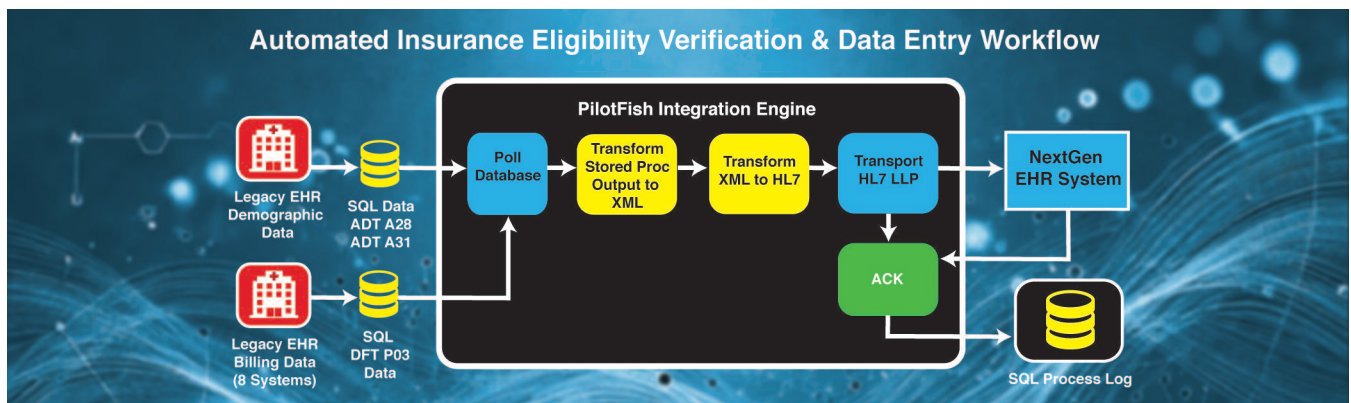 Automated Insurance Eligibility Verification & Data Entry Workflow
PilotFish Integration Engine
Legacy EHR
Demographic
Data
SQL Data
ADT A28
ADT A31
Poll
Database
Transform
Stored Proc
Output to
XML
Transform
XML to HL7
Transport
HL7 LLP
NextGen
EHR System
ACK
Legacy EHR
Billing Data
(8 Systems)
SQL
DFT P03
Data
SQL Process Log